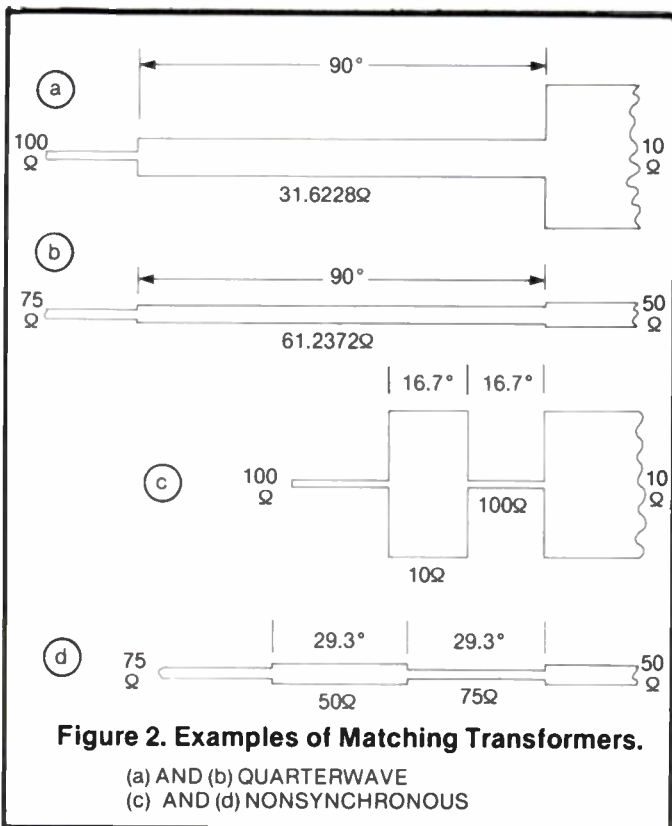 90°
a
100
Ω
10
Ω
31.6228Ω
b
90°
75
Ω
50
Ω
61.2372Ω
16.7° 16.7°
c
100
Ω
10
Ω
100Ω
10Ω
29.3° 29.3°
d
75
Ω
50
Ω
50Ω
75Ω
Figure 2. Examples of Matching Transformers.
(a) AND (b) QUARTERWAVE
(c) AND (d) NONSYNCHRONOUS